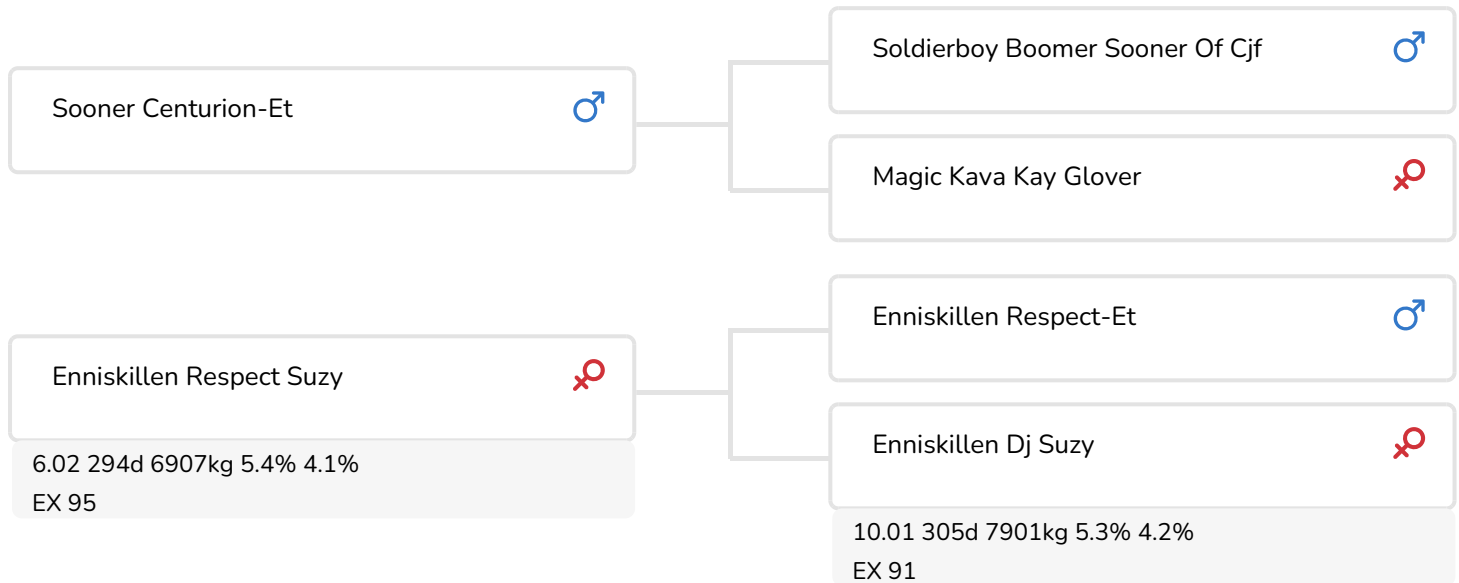 Sooner Centurion-Et
Soldierboy Boomer Sooner Of Cjf
Magic Kava Kay Glover
Enniskillen Respect Suzy
6.02 294d 6907kg 5.4% 4.1%
EX 95
Enniskillen Respect-Et
Enniskillen Dj Suzy
10.01 305d 7901kg 5.3% 4.2%
EX 91